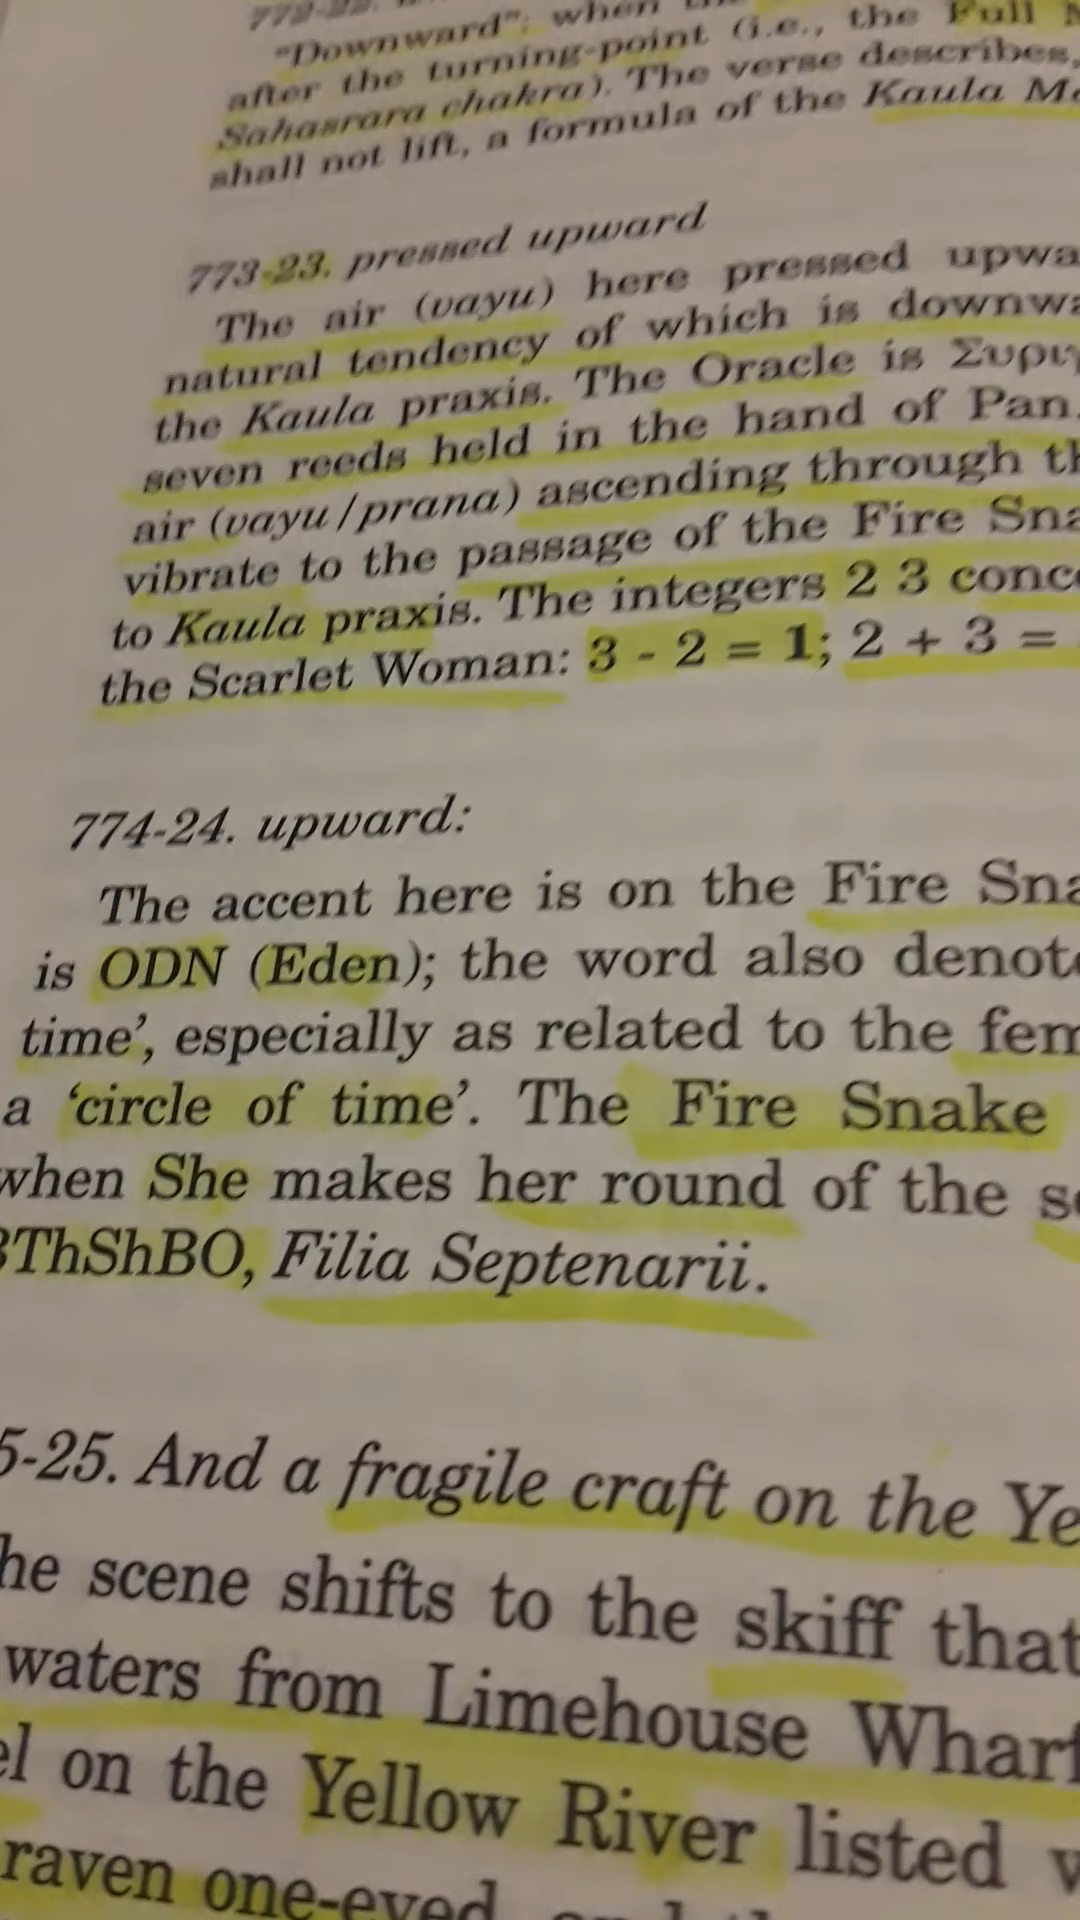 "Downward"; when
after the turning-point (i.e., the Full
Sahasrara chakra). The verse describes,
shall not lift, a formula of the Kaula
773-23. pressed upward
The air (vayu) here pressed upwa
natural tendency of which is downwa
the Kaula praxis. The Oracle is Συρι
seven reeds held in the hand of Pan.
air (vayu/prana) ascending through th
vibrate to the passage of the Fire Sna
to Kaula praxis. The integers 2 3 conc
the Scarlet Woman: 3 - 2 = 1; 2 + 3 =
774-24. upward:
The accent here is on the Fire Sna
is ODN (Eden); the word also denote
time', especially as related to the fem
a 'circle of time'. The Fire Snake
when She makes her round of the
BThShBO, Filia Septenarii.
5-25. And a fragile craft on the Ye
he scene shifts to the skiff that
waters from Limehouse Wharf
el on the Yellow River listed
raven one-eyed